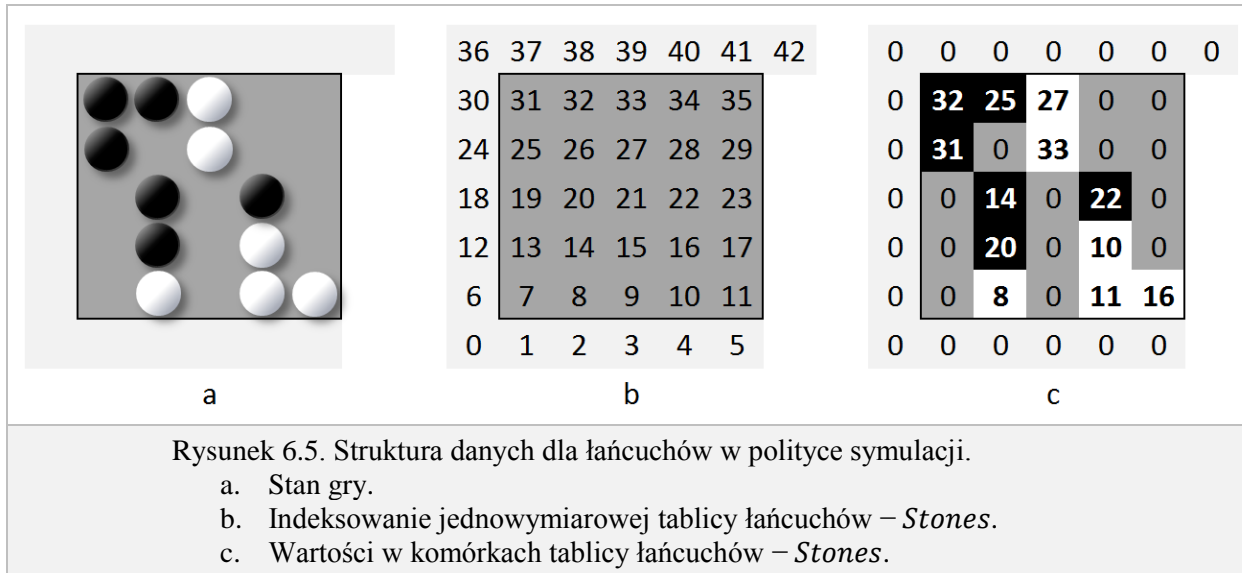 36 37 38 39 40 41 42
30 31 32 33 34 35
24 25 26 27 28 29
18 19 20 21 22 23
12 13 14 15 16 17
6 7 8 9 10 11
0 1 2 3 4 5
0 0 0 0 0 0 0
0 32 25 27 0 0
0 31 0 33 0 0
0 0 14 0 22 0
0 0 20 0 10 0
0 0 8 0 11 16
0 0 0 0 0 0
a b c
Rysunek 6.5. Struktura danych dla łańcuchów w polityce symulacji.
a. Stan gry.
b. Indeksowanie jednowymiarowej tablicy łańcuchów − Stones.
c. Wartości w komórkach tablicy łańcuchów − Stones.